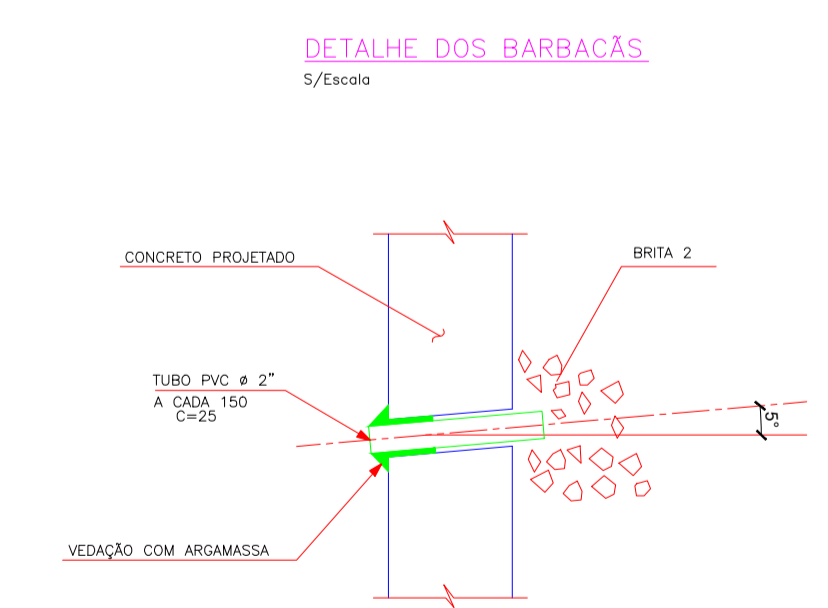 DETALHE DOS BARBACÃS
S/Escala
CONCRETO PROJETADO
BRITA 2
TUBO PVC ø 2"
A CADA 150
C=25
5°
VEDAÇÃO COM ARGAMASSA